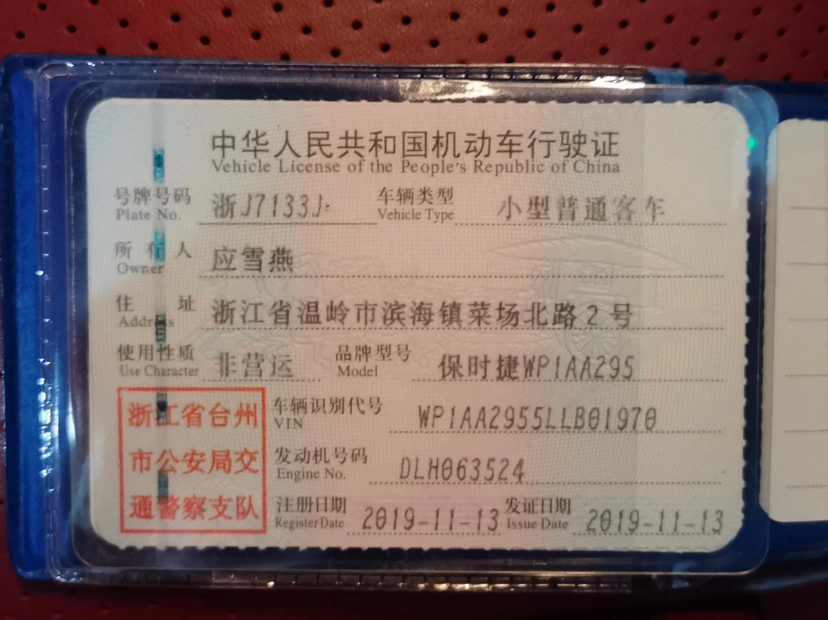 中华人民共和国机动车行驶证
Vehicle License of the People's Republic of China
号牌号码 浙J7133J 车辆类型 小型普通客车
Plate No. Vehicle Type
所有人 应雪燕
Owner
住址 浙江省温岭市滨海镇菜场北路2号
Address
使用性质 非营运 品牌型号 保时捷WP1AA295
Use Character Model
浙江省台州
市公安局交
通警察支队
车辆识别代号 WP1AA2955LLB01970
VIN
发动机号码 DLH063524
Engine No.
注册日期 2019-11-13 发证日期 2019-11-13
Register Date Issue Date